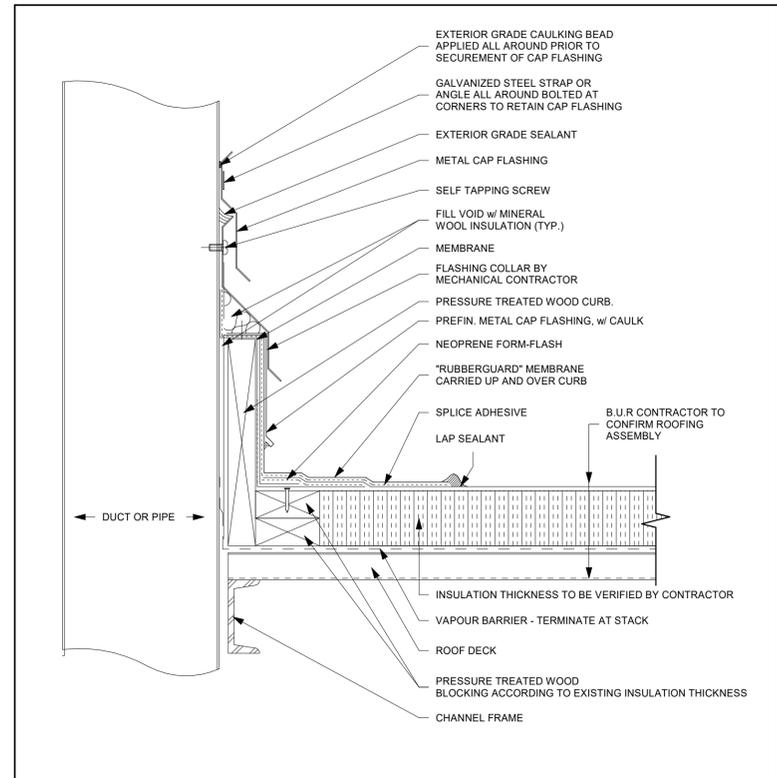 EXTERIOR GRADE CAULKING BEAD
APPLIED ALL AROUND PRIOR TO
SECUREMENT OF CAP FLASHING
GALVANIZED STEEL STRAP OR
ANGLE ALL AROUND BOLTED AT
CORNERS TO RETAIN CAP FLASHING
EXTERIOR GRADE SEALANT
METAL CAP FLASHING
SELF TAPPING SCREW
FILL VOID w/ MINERAL
WOOL INSULATION (TYP.)
MEMBRANE
FLASHING COLLAR BY
MECHANICAL CONTRACTOR
PRESSURE TREATED WOOD CURB.
PREFIN. METAL CAP FLASHING, w/ CAULK
NEOPRENE FORM-FLASH
"RUBBERGUARD" MEMBRANE
CARRIED UP AND OVER CURB
SPLICE ADHESIVE
LAP SEALANT
B.U.R CONTRACTOR TO
CONFIRM ROOFING
ASSEMBLY
DUCT OR PIPE
INSULATION THICKNESS TO BE VERIFIED BY CONTRACTOR
VAPOUR BARRIER - TERMINATE AT STACK
ROOF DECK
PRESSURE TREATED WOOD
BLOCKING ACCORDING TO EXISTING INSULATION THICKNESS
CHANNEL FRAME